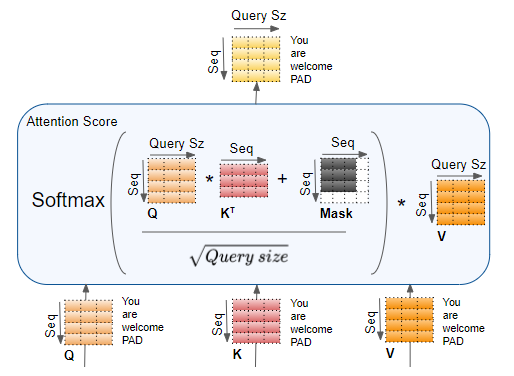 Query Sz
Seq
You
are
welcome
PAD
Attention Score
Softmax
Query Sz
Seq
Q
*
Seq
Kᵀ
+
Seq
Seq
Mask
√Query size
*
Query Sz
Seq
V
Seq
Q
You
are
welcome
PAD
Seq
K
You
are
welcome
PAD
Seq
V
You
are
welcome
PAD